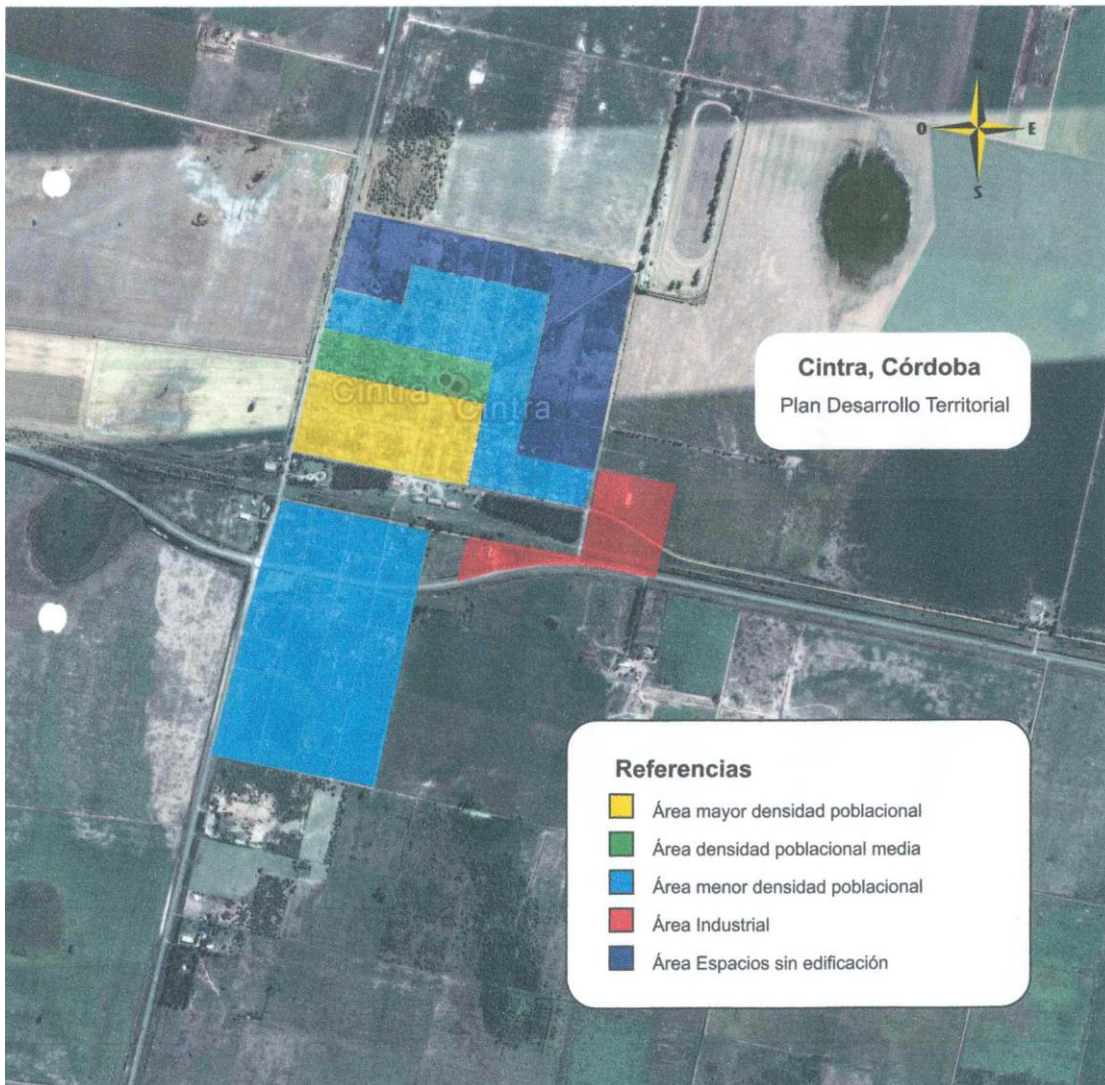 O
E
S
Cintra, Córdoba
Plan Desarrollo Territorial
Cintra
Cintra
Referencias
Área mayor densidad poblacional
Área densidad poblacional media
Área menor densidad poblacional
Área Industrial
Área Espacios sin edificación